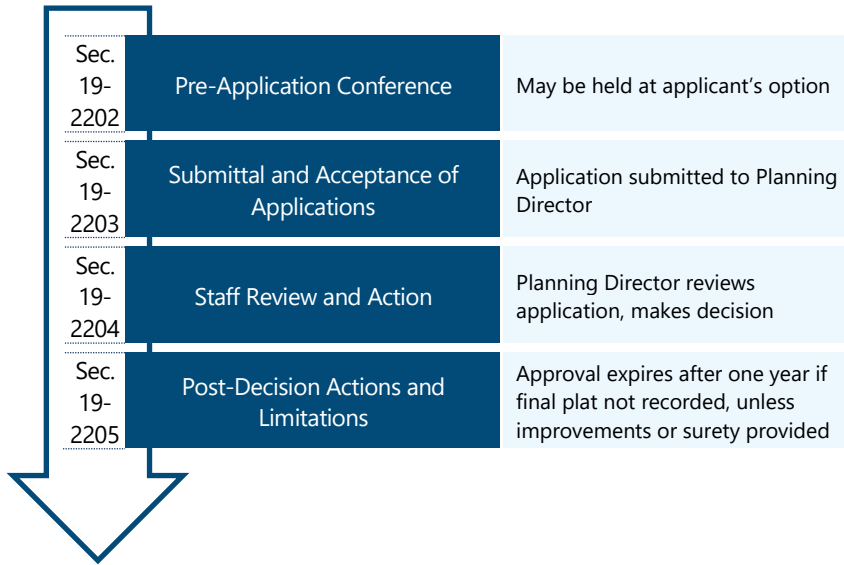 Sec.
19-
2202
Pre-Application Conference
May be held at applicant’s option
Sec.
19-
2203
Submittal and Acceptance of
Applications
Application submitted to Planning
Director
Sec.
19-
2204
Staff Review and Action
Planning Director reviews
application, makes decision
Sec.
19-
2205
Post-Decision Actions and
Limitations
Approval expires after one year if
final plat not recorded, unless
improvements or surety provided